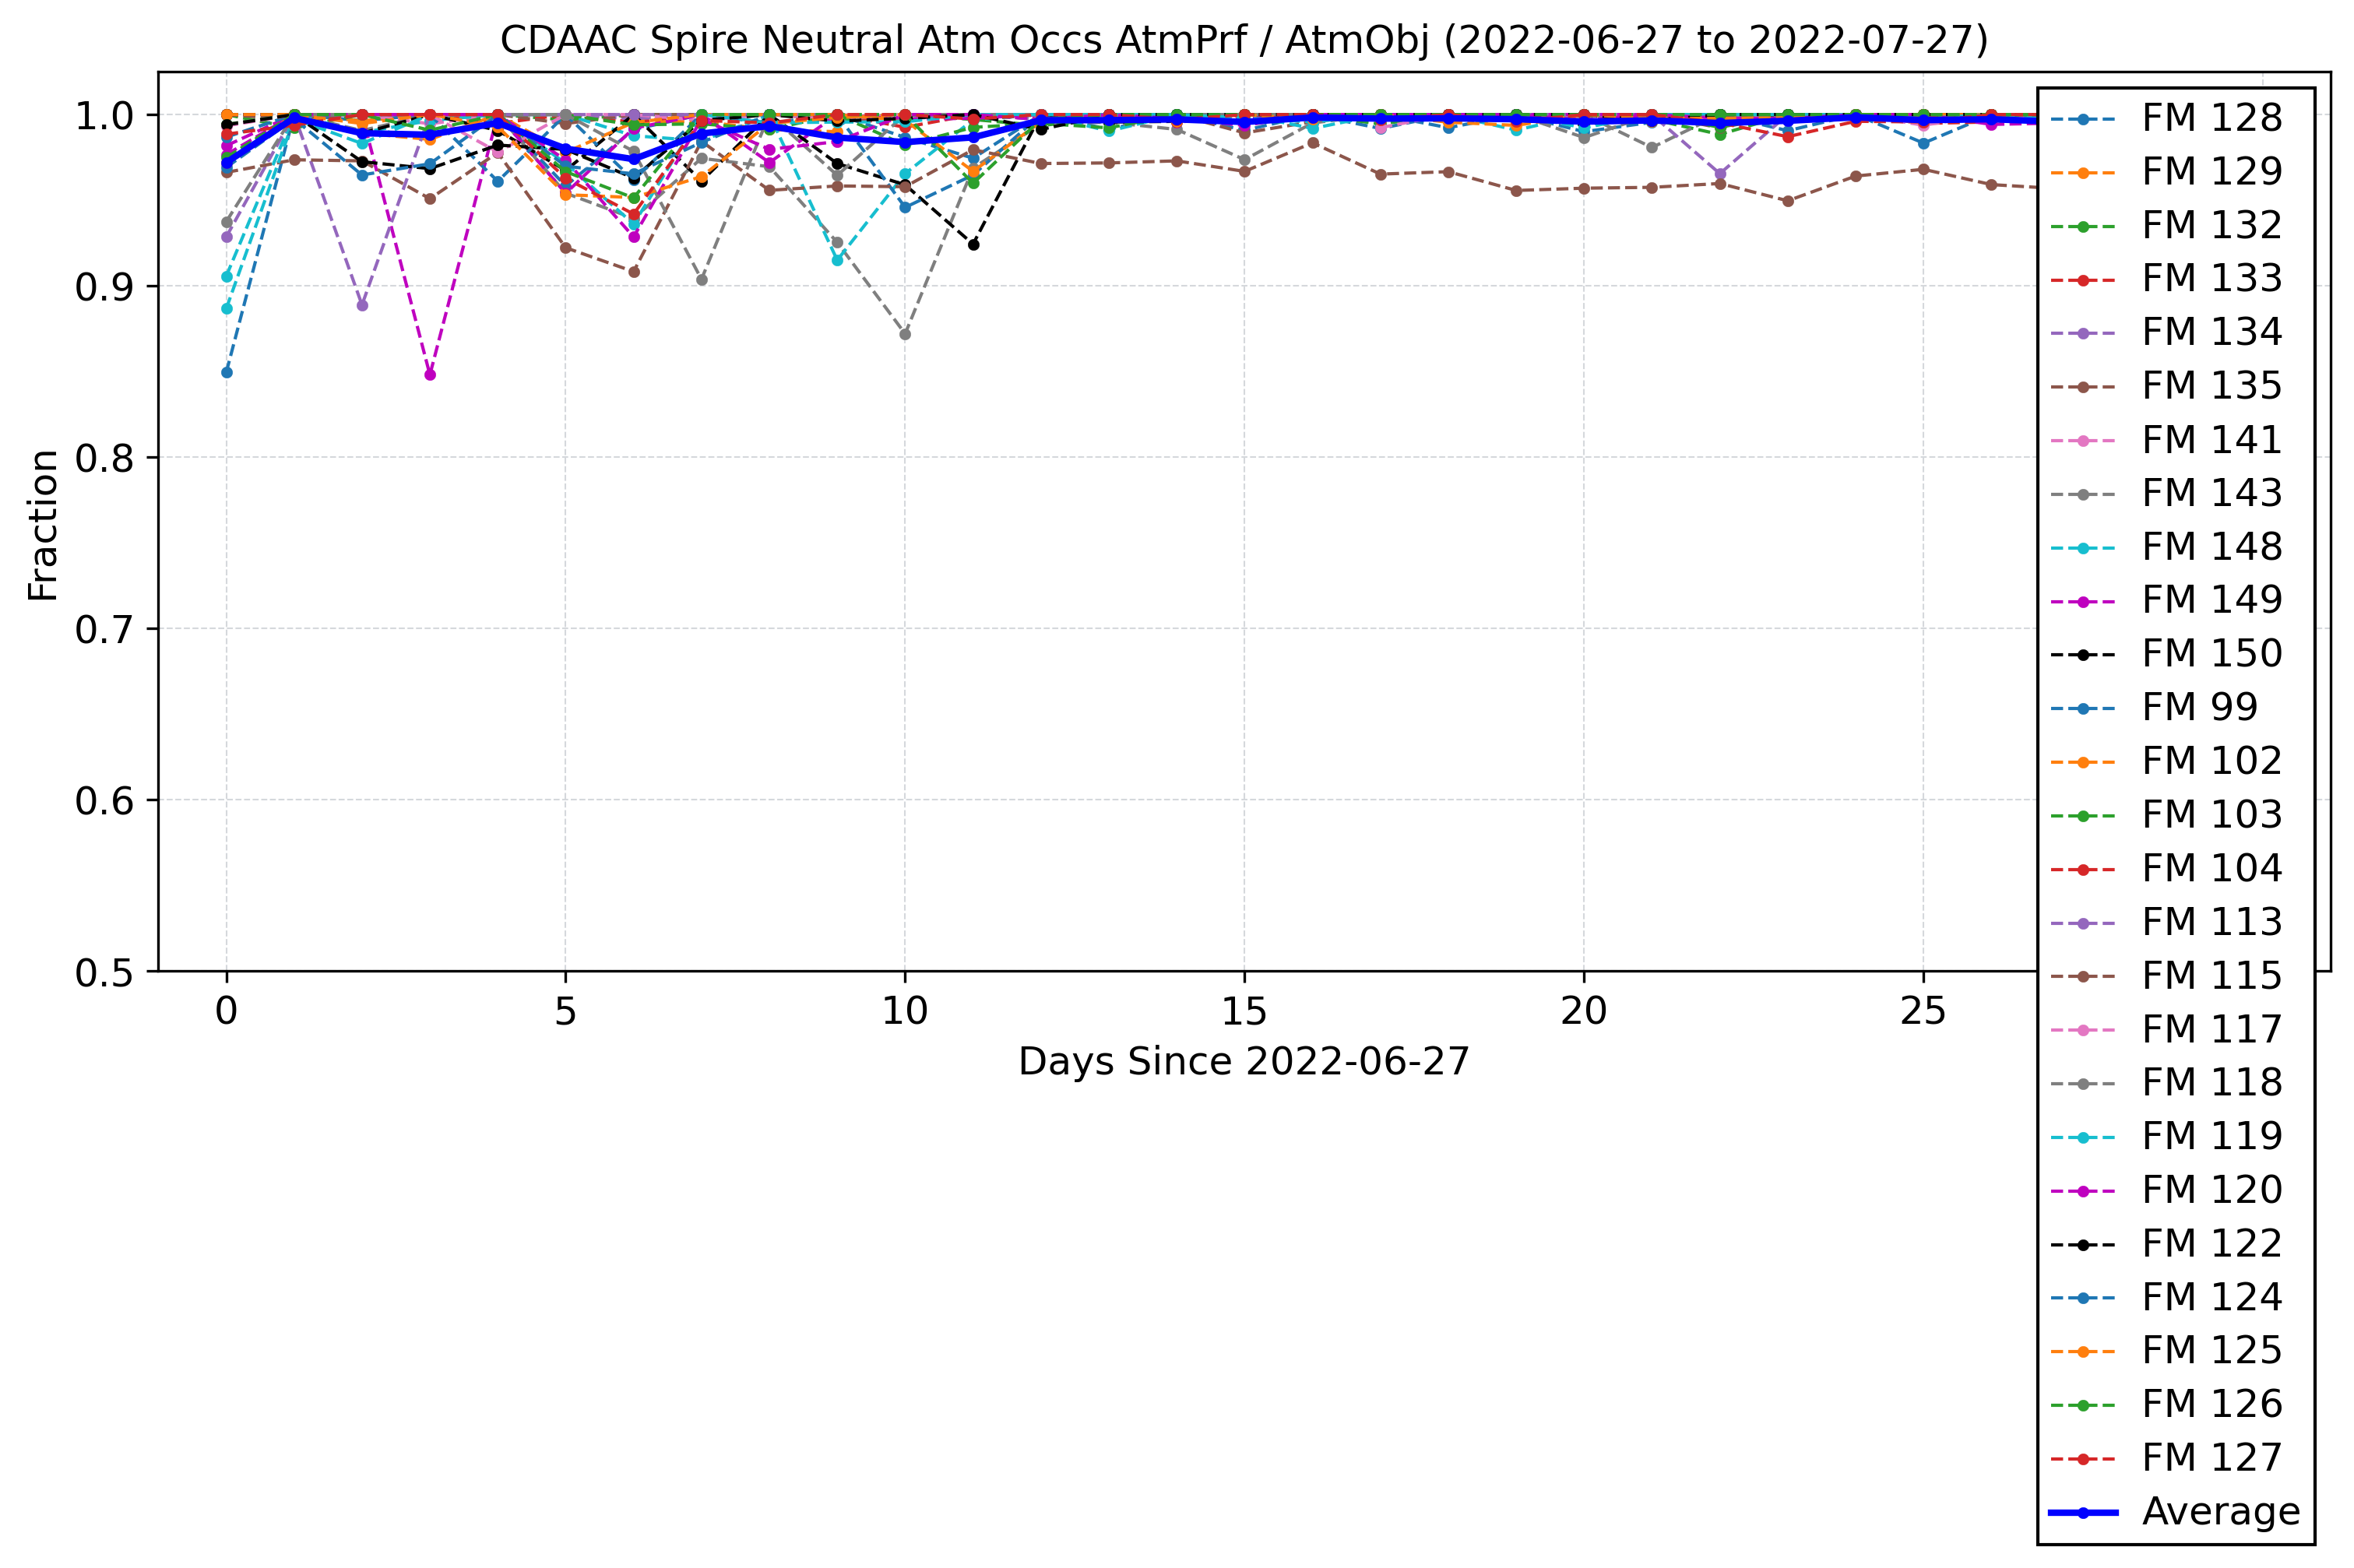 CDAAC Spire Neutral Atm Occs AtmPrf / AtmObj (2022-06-27 to 2022-07-27)
Fraction
1.0
0.9
0.8
0.7
0.6
0.5
0
5
10
15
20
25
Days Since 2022-06-27
FM 128
FM 129
FM 132
FM 133
FM 134
FM 135
FM 141
FM 143
FM 148
FM 149
FM 150
FM 99
FM 102
FM 103
FM 104
FM 113
FM 115
FM 117
FM 118
FM 119
FM 120
FM 122
FM 124
FM 125
FM 126
FM 127
Average